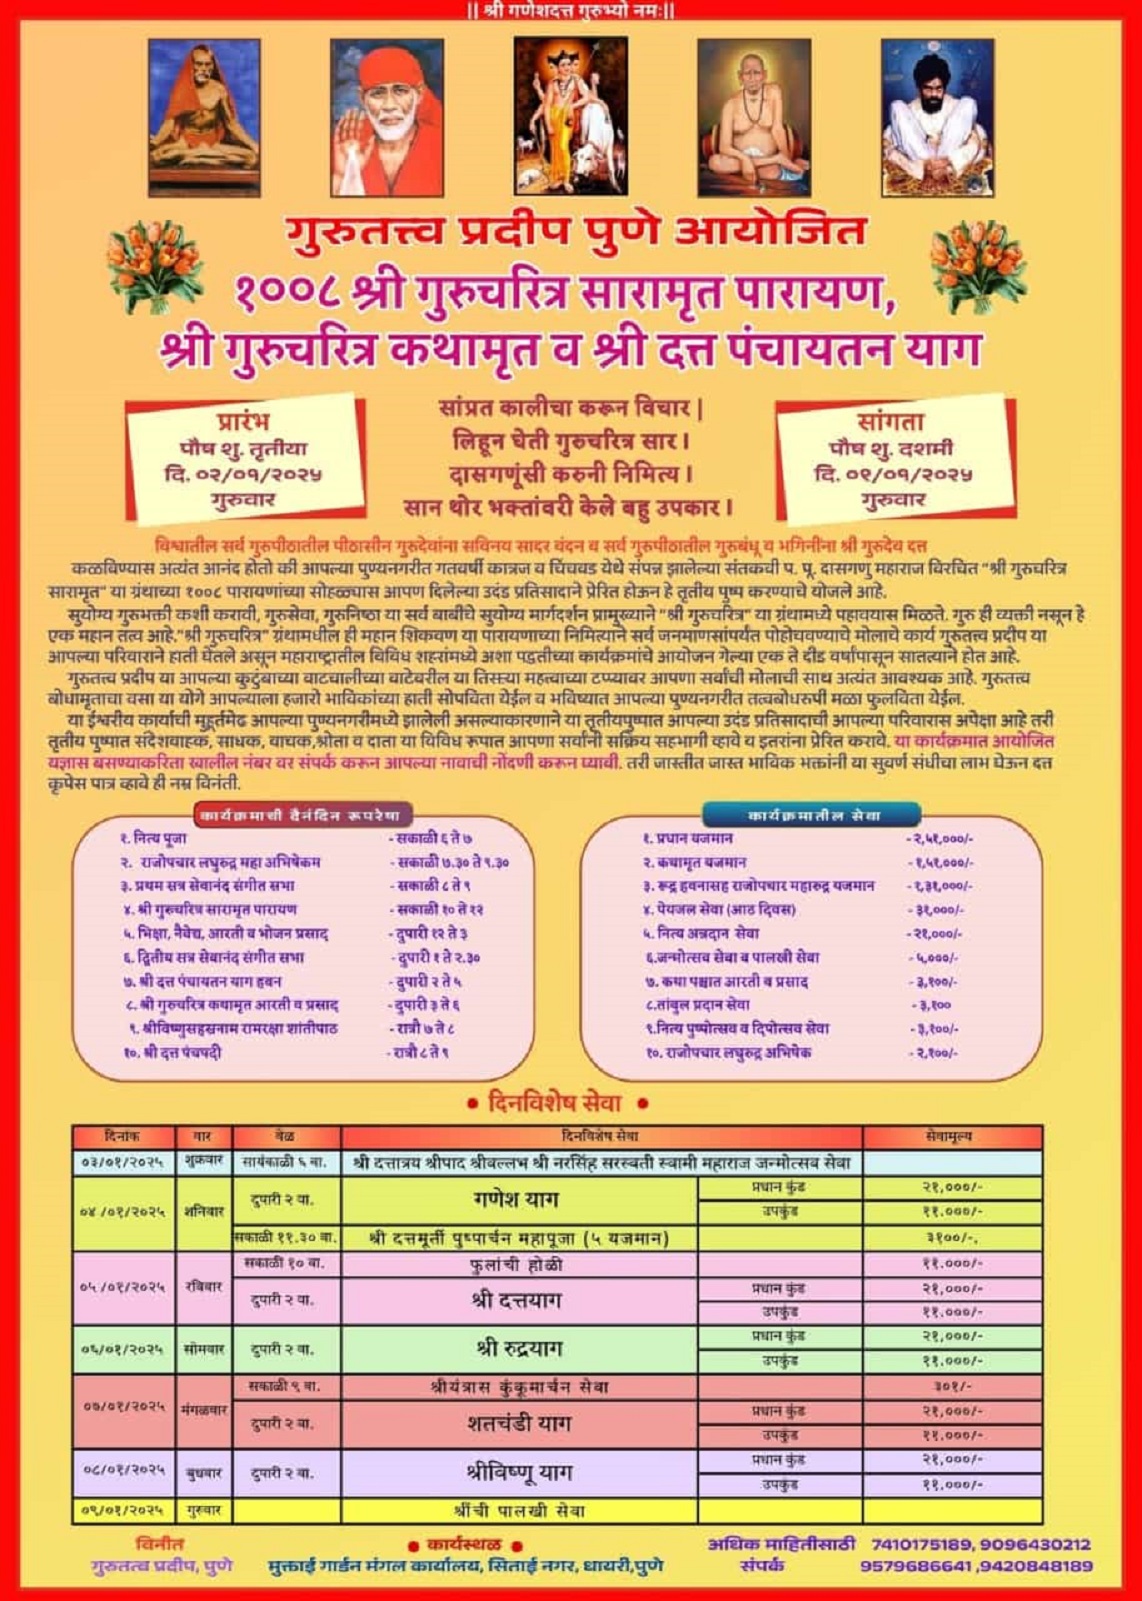 || श्री गणेशदत्त गुरुभ्यो नमः||
गुरुतत्त्व प्रदीप पुणे आयोजित
१००८ श्री गुरुचरित्र सारामृत पारायण,
श्री गुरुचरित्र कथामृत व श्री दत्त पंचायतन याग
प्रारंभ
पौष शु. तृतीया
दि. ०२/०१/२०२५
गुरुवार
सांप्रत कालीचा करून विचार |
लिहून घेती गुरुचरित्र सार ।
दासगणूंसी करुनी निमित्य ।
सान थोर भक्तांवरी केले बहु उपकार ।
सांगता
पौष शु. दशमी
दि. ०९/०१/२०२५
गुरुवार
विश्वातील सर्व गुरुपीठातील पीठासीन गुरुदेवांना सविनय सादर वंदन व सर्व गुरुपीठातील गुरुबंधू व भगिनींना श्री गुरुदेव दत्त
कळविण्यास अत्यंत आनंद होतो की आपल्या पुण्यनगरीत गतवर्षी कात्रज व चिंचवड येथे संपन्न झालेल्या संतकवी प. पू. दासगणु महाराज विरचित "श्री गुरुचरित्र
सारामृत" या ग्रंथाच्या १००८ पारायणांच्या सोहळ्यास आपण दिलेल्या उदंड प्रतिसादाने प्रेरित होऊन हे तृतीय पुष्प करण्याचे योजले आहे.
सुयोग्य गुरुभक्ती कशी करावी, गुरुसेवा, गुरुनिष्ठा या सर्व बाबींचे सुयोग्य मार्गदर्शन प्रामुख्याने "श्री गुरुचरित्र" या ग्रंथामध्ये पहावयास मिळते. गुरु ही व्यक्ती नसून हे
एक महान तत्व आहे."श्री गुरुचरित्र" ग्रंथामधील ही महान शिकवण या पारायणाच्या निमित्याने सर्व जनमाणसांपर्यंत पोहोचवण्याचे मोलाचे कार्य गुरुतत्त्व प्रदीप या
आपल्या परिवाराने हाती घेतले असून महाराष्ट्रातील विविध शहरांमध्ये अशा पद्धतीच्या कार्यक्रमांचे आयोजन गेल्या एक ते दीड वर्षांपासून सातत्याने होत आहे.
गुरुतत्त्व प्रदीप या आपल्या कुटुंबाच्या वाटचालीच्या वाटेवरील या तिसऱ्या महत्वाच्या टप्प्यावर आपणा सर्वांची मोलाची साथ अत्यंत आवश्यक आहे. गुरुतत्त्व
बोधामृताचा वसा या योगे आपल्याला हजारो भाविकांच्या हाती सोपविता येईल व भविष्यात आपल्या पुण्यनगरीत तत्वबोधरुपी मळा फुलविता येईल.
या ईश्वरीय कार्याची मुहूर्तमेढ आपल्या पुण्यनगरीमध्ये झालेली असल्याकारणाने या तृतीयपुष्पात आपल्या उदंड प्रतिसादाची आपल्या परिवारास अपेक्षा आहे तरी
तृतीय पुष्पात संदेशवाहक, साधक, वाचक,श्रोता व दाता या विविध रूपात आपणा सर्वांनी सक्रिय सहभागी व्हावे व इतरांना प्रेरित करावे. या कार्यक्रमात आयोजित
यज्ञास बसण्याकरिता खालील नंबर वर संपर्क करून आपल्या नावाची नोंदणी करून घ्यावी. तरी जास्तीत जास्त भाविक भक्तांनी या सुवर्ण संधीचा लाभ घेऊन दत्त
कृपेस पात्र व्हावे ही नम्र विनंती.
कार्यक्रमाची दैनंदिन रूपरेषा
१. नित्य पूजा - सकाळी ६ ते ७
२. राजोपचार लघुरुद्र महा अभिषेकम - सकाळी ७.३० ते ९.३०
३. प्रथम सत्र सेवानंद संगीत सभा - सकाळी ८ ते ९
४. श्री गुरुचरित्र सारामृत पारायण - सकाळी १० ते १२
५. भिक्षा, नैवेद्य, आरती व भोजन प्रसाद - दुपारी १२ ते ३
६. द्वितीय सत्र सेवानंद संगीत सभा - दुपारी १ ते २.३०
७. श्री दत्त पंचायतन याग हवन - दुपारी २ ते ५
८. श्री गुरुचरित्र कथामृत आरती व प्रसाद - दुपारी ३ ते ६
९. श्रीविष्णुसहस्रनाम रामरक्षा शांतीपाठ - रात्री ७ ते ८
१०. श्री दत्त पंचपदी - रात्री ८ ते ९
कार्यक्रमातील सेवा
१. प्रधान यजमान - २,५१,०००/-
२. कथामृत यजमान - १,५१,०००/-
३. रूद्र हवनासह राजोपचार महारुद्र यजमान - १,३१,०००/-
४. पेयजल सेवा (आठ दिवस) - ३१,०००/-
५. नित्य अन्नदान सेवा - २१,०००/-
६.जन्मोत्सव सेवा व पालखी सेवा - ५,०००/-
७. कथा पश्चात आरती व प्रसाद - ३,१००/-
८.तांबुल प्रदान सेवा - ३,१००
९.नित्य पुष्पोत्सव व दिपोत्सव सेवा - ३,१००/-
१०. राजोपचार लघुरुद्र अभिषेक - २,१००/-
• दिनविशेष सेवा •
दिनांक वार वेळ दिनविशेष सेवा सेवामूल्य
०३/०१/२०२५ शुक्रवार सायंकाळी ६ वा. श्री दत्तात्रय श्रीपाद श्रीवल्लभ श्री नरसिंह सरस्वती स्वामी महाराज जन्मोत्सव सेवा
०४ /०१/२०२५ शनिवार दुपारी २ वा. गणेश याग प्रधान कुंड २१,०००/-
उपकुंड ११.०००/-
सकाळी ११.३० वा. श्री दत्तमूर्ती पुष्पार्चन महापूजा (५ यजमान) ३१००/-,
०५ /०१/२०२५ रविवार सकाळी १० वा. फुलांची होळी ११.०००/-
दुपारी २ वा. श्री दत्तयाग प्रधान कुंड २१,०००/-
उपकुंड ११.०००/-
०६/०१/२०२५ सोमवार दुपारी २ वा. श्री रुद्रयाग प्रधान कुंड २१,०००/-
उपकुंड ११.०००/-
०७/०१/२०२५ मंगळवार सकाळी ९ वा. श्रीयंत्रास कुंकूमार्चन सेवा ३०१/-
दुपारी २ वा. शतचंडी याग प्रधान कुंड २१,०००/-
उपकुंड ११.०००/-
०८/०१/२०२५ बुधवार दुपारी २ वा. श्रीविष्णू याग प्रधान कुंड २१,०००/-
उपकुंड ११.०००/-
०९/०१/२०२५ गुरुवार श्रींची पालखी सेवा
विनीत
गुरुतत्व प्रदीप, पुणे
• कार्यस्थळ •
मुक्ताई गार्डन मंगल कार्यालय, सिताई नगर, धायरी,पुणे
अधिक माहितीसाठी 7410175189, 9096430212
संपर्क 9579686641 ,9420848189